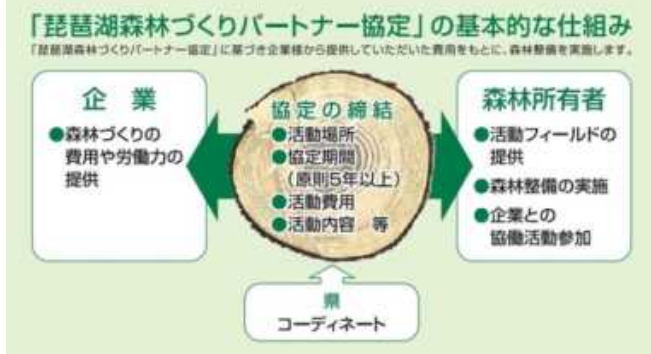 「琵琶湖森林づくりパートナー協定」の基本的な仕組み
「琵琶湖森林づくりパートナー協定」に基づき企業様から提供していただいた費用をもとに、森林整備を実施します。
企業
●森林づくりの
費用や労働力の
提供
協定の締結
●活動場所
●協定期間
（原則5年以上）
●活動費用
●活動内容 等
森林所有者
●活動フィールドの
提供
●森林整備の実施
●企業との
協働活動参加
県
コーディネート